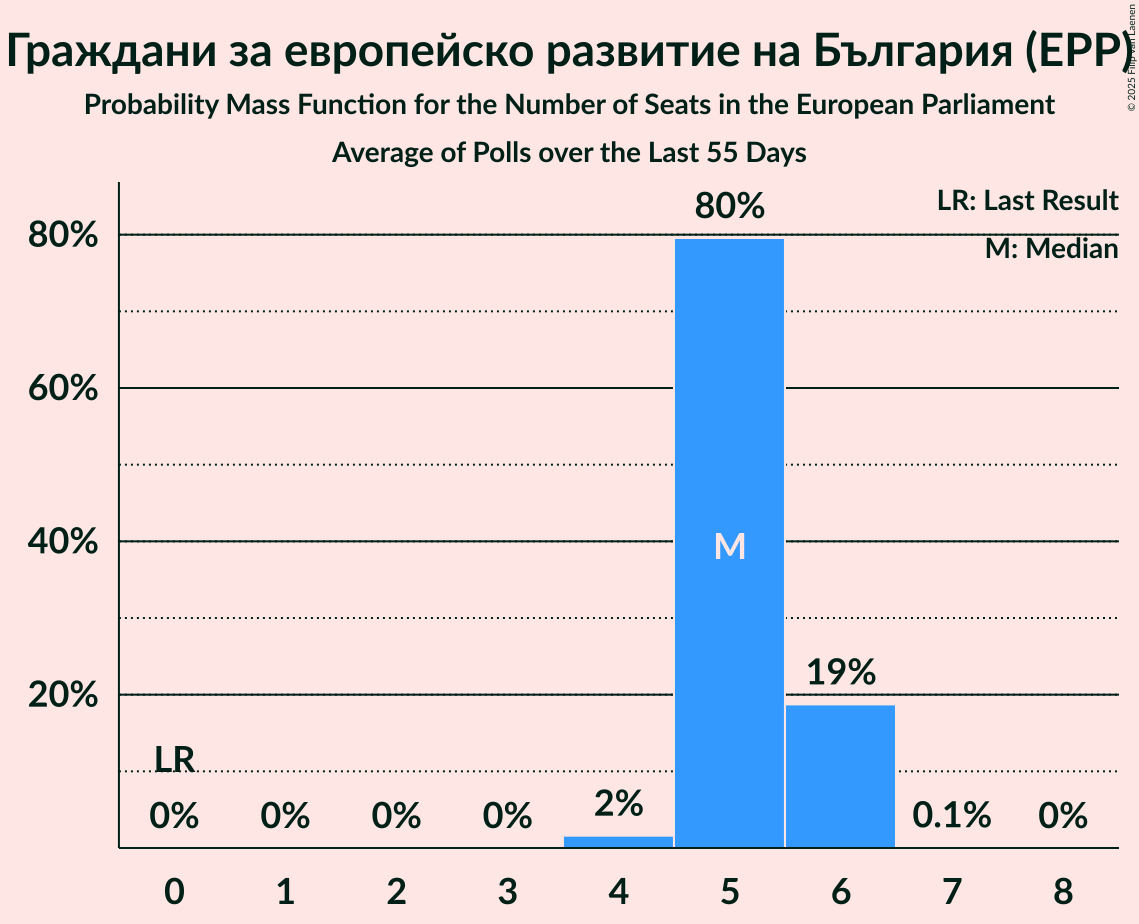 Граждани за европейско развитие на България (EPP)
© 2025 Filip van Laenen
Probability Mass Function for the Number of Seats in the European Parliament
Average of Polls over the Last 55 Days
LR: Last Result
M: Median
80%
80%
60%
40%
20%
M
19%
LR
0%
0%
0%
0%
2%
0.1%
0%
0 1 2 3 4 5 6 7 8